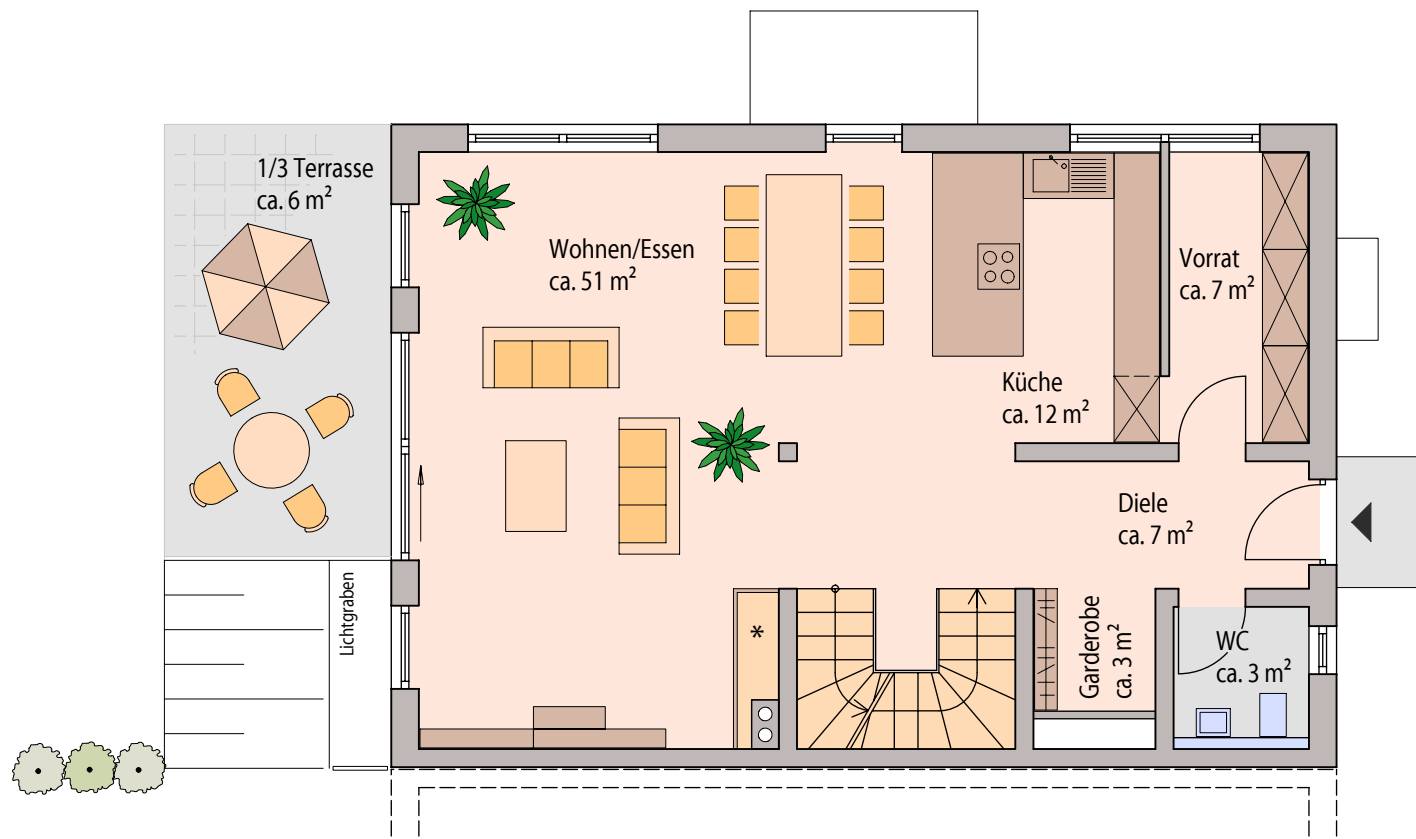 1/3 Terrasse
ca. 6 m²
Wohnen/Essen
ca. 51 m²
Vorrat
ca. 7 m²
Küche
ca. 12 m²
Diele
ca. 7 m²
Lichtgraben
*
Garderobe
ca. 3 m²
WC
ca. 3 m²